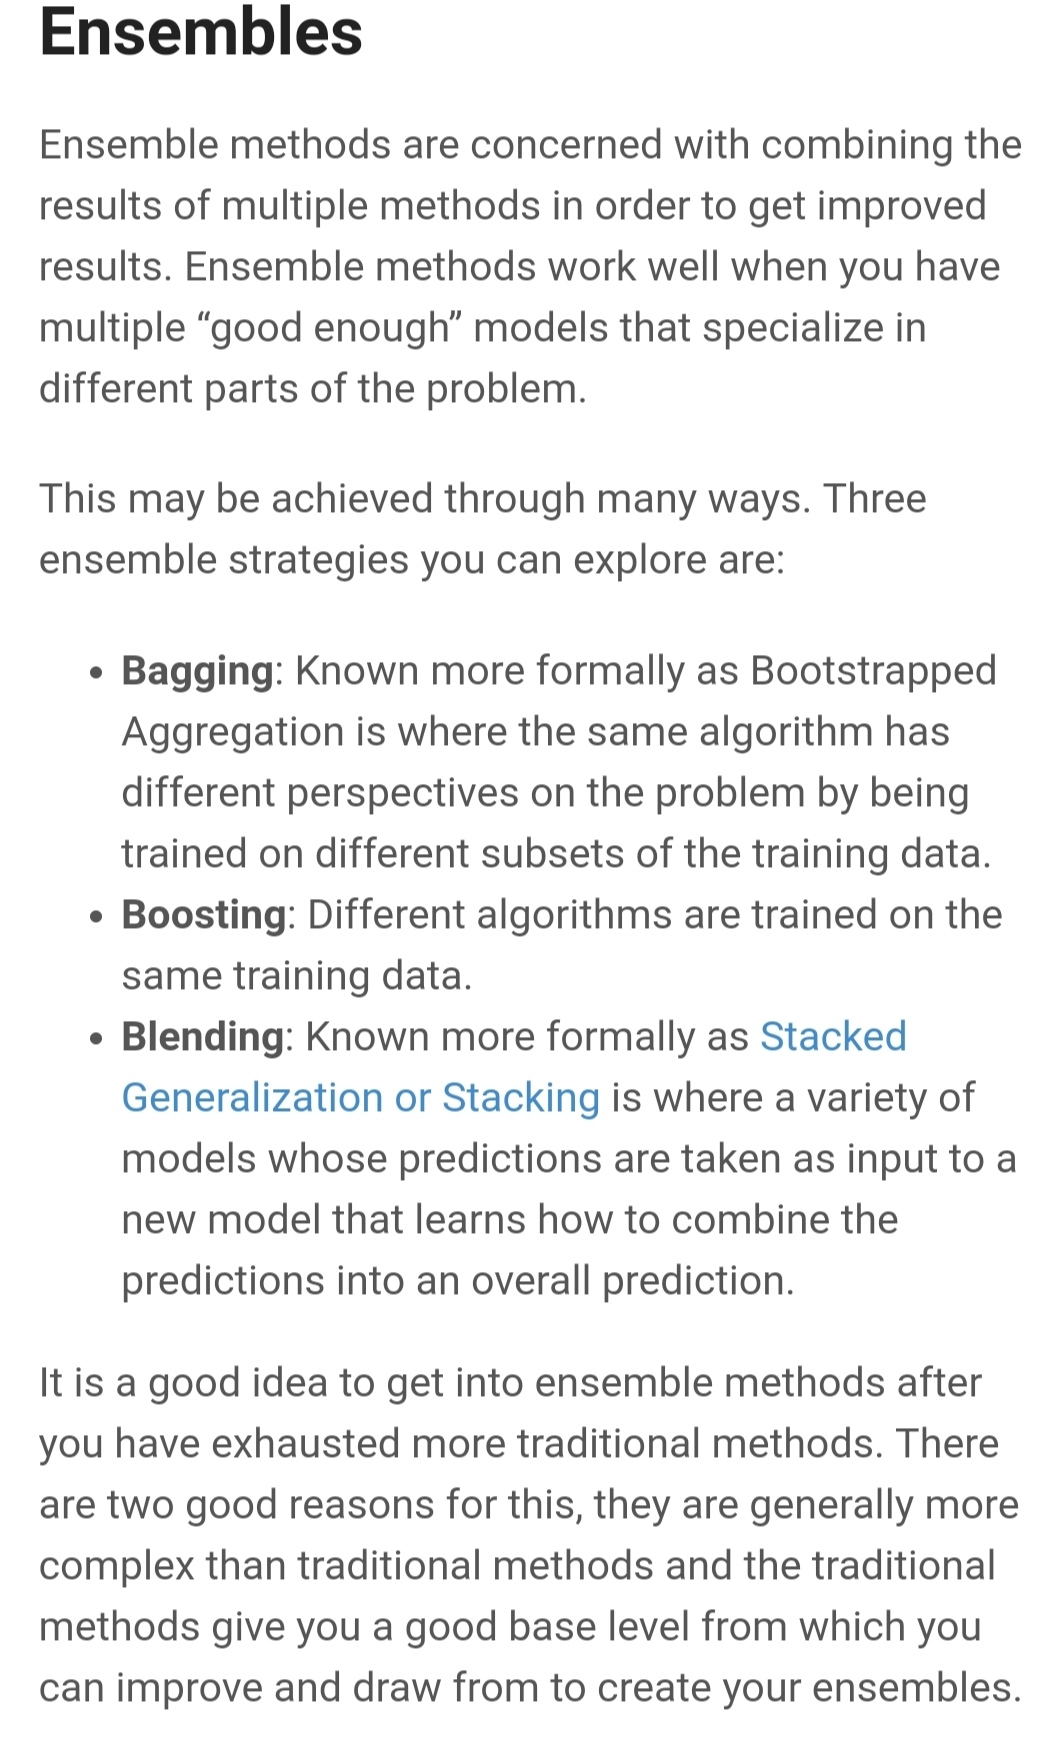 Ensembles
Ensemble methods are concerned with combining the
results of multiple methods in order to get improved
results. Ensemble methods work well when you have
multiple “good enough” models that specialize in
different parts of the problem.
This may be achieved through many ways. Three
ensemble strategies you can explore are:
• Bagging: Known more formally as Bootstrapped
Aggregation is where the same algorithm has
different perspectives on the problem by being
trained on different subsets of the training data.
• Boosting: Different algorithms are trained on the
same training data.
• Blending: Known more formally as Stacked
Generalization or Stacking is where a variety of
models whose predictions are taken as input to a
new model that learns how to combine the
predictions into an overall prediction.
It is a good idea to get into ensemble methods after
you have exhausted more traditional methods. There
are two good reasons for this, they are generally more
complex than traditional methods and the traditional
methods give you a good base level from which you
can improve and draw from to create your ensembles.